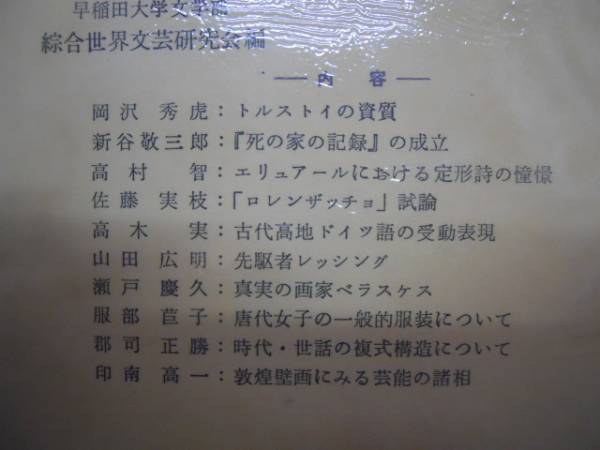 早稲田大学文学部
綜合世界文芸研究会編
― 内容 ―
岡沢秀虎：トルストイの資質
新谷敬三郎：『死の家の記録』の成立
高村智：エリュアールにおける定形詩の憧憬
佐藤実枝：「ロレンザッチョ」試論
高木実：古代高地ドイツ語の受動表現
山田広明：先駆者レッシング
瀬戸慶久：真実の画家ベラスケス
服部苣子：唐代女子の一般的服装について
郡司正勝：時代・世話の複式構造について
印南高一：敦煌壁画にみる芸能の諸相